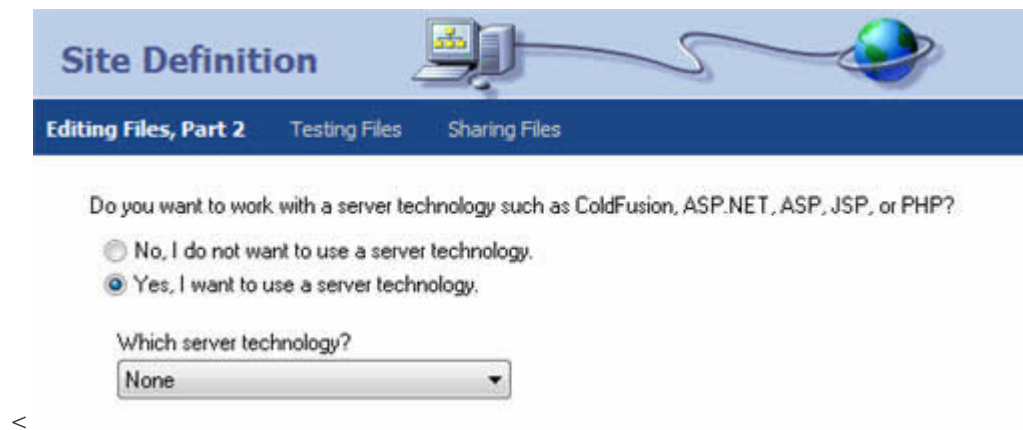 Site Definition
Editing Files, Part 2 Testing Files Sharing Files
Do you want to work with a server technology such as ColdFusion, ASP.NET, ASP, JSP, or PHP?
No, I do not want to use a server technology.
Yes, I want to use a server technology.
Which server technology?
None
<